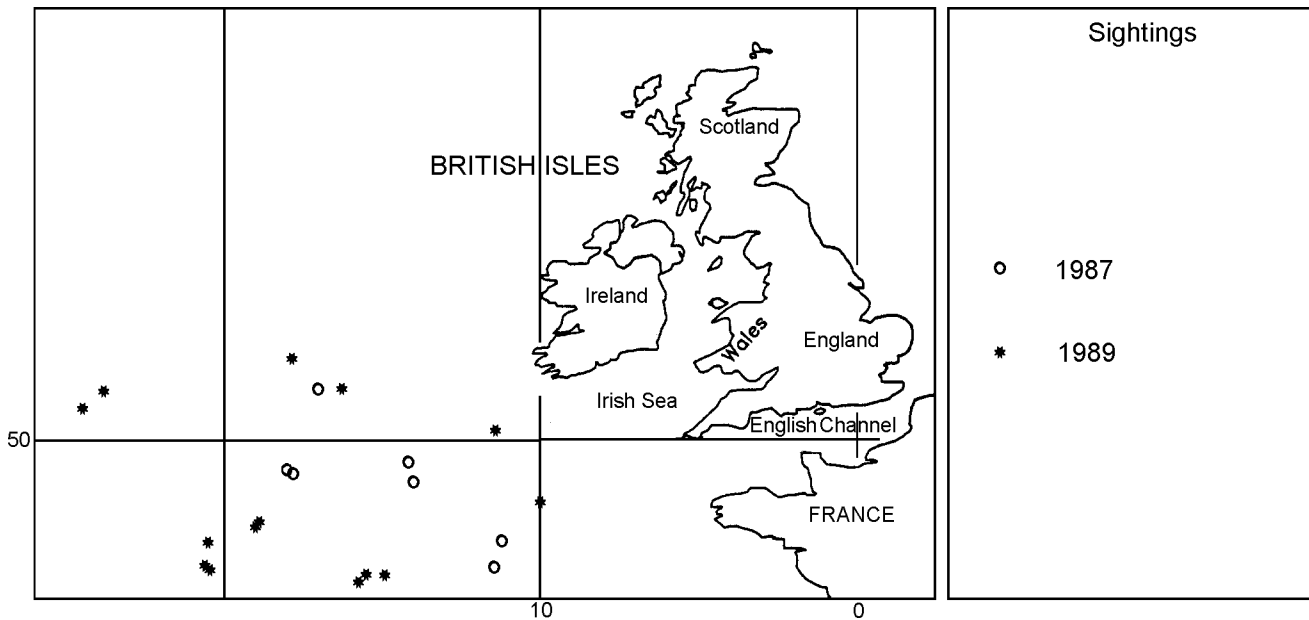 Sightings
Scotland
BRITISH ISLES
1987
Ireland
Wales
England
1989
Irish Sea
English Channel
50
FRANCE
10
0